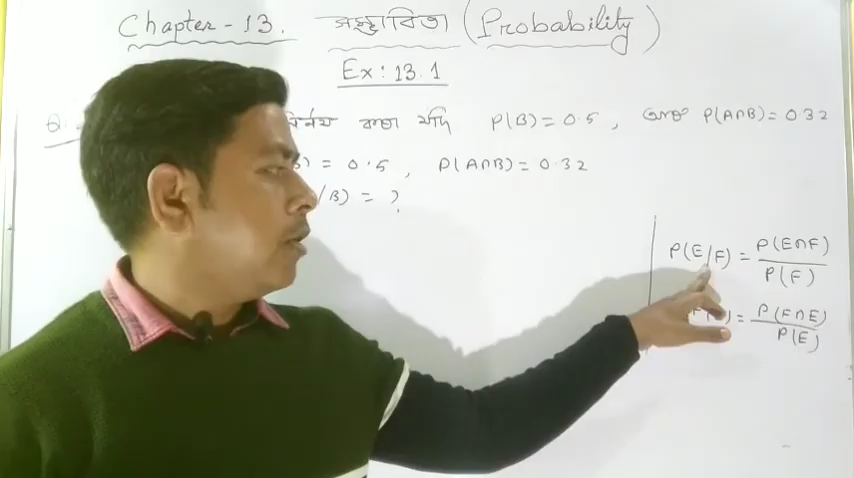 Chapter - 13. সম্ভাবিতা (Probability)
Ex: 13.1
Q. নিৰ্ণয় কৰা যদি P(B) = 0.5, আৰু P(A∩B) = 0.32
) = 0.5, P(A∩B) = 0.32
/B) = ?
P(E/F) = P(E∩F) / P(F)
) = P(F∩E) / P(E)